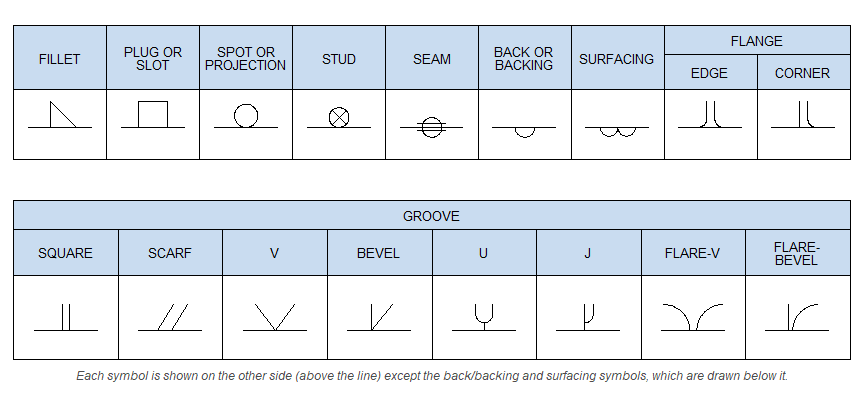 FILLET
PLUG OR
SLOT
SPOT OR
PROJECTION
STUD
SEAM
BACK OR
BACKING
SURFACING
FLANGE
EDGE
CORNER
GROOVE
SQUARE
SCARF
V
BEVEL
U
J
FLARE-V
FLARE-
BEVEL
Each symbol is shown on the other side (above the line) except the back/backing and surfacing symbols, which are drawn below it.